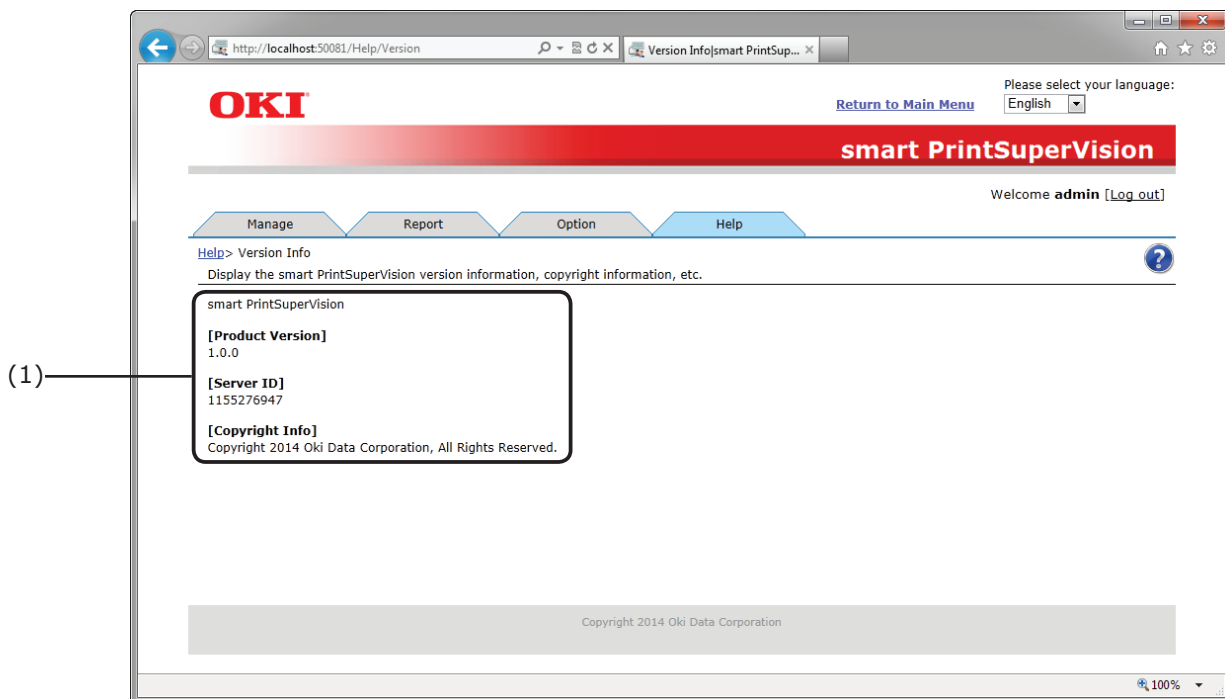 http://localhost:50081/Help/Version
Version Info|smart PrintSup...
OKI
Return to Main Menu
Please select your language:
English
smart PrintSuperVision
Welcome admin [Log out]
Manage
Report
Option
Help
Help> Version Info
?
Display the smart PrintSuperVision version information, copyright information, etc.
smart PrintSuperVision
[Product Version]
1.0.0
(1)
[Server ID]
1155276947
[Copyright Info]
Copyright 2014 Oki Data Corporation, All Rights Reserved.
Copyright 2014 Oki Data Corporation
100%